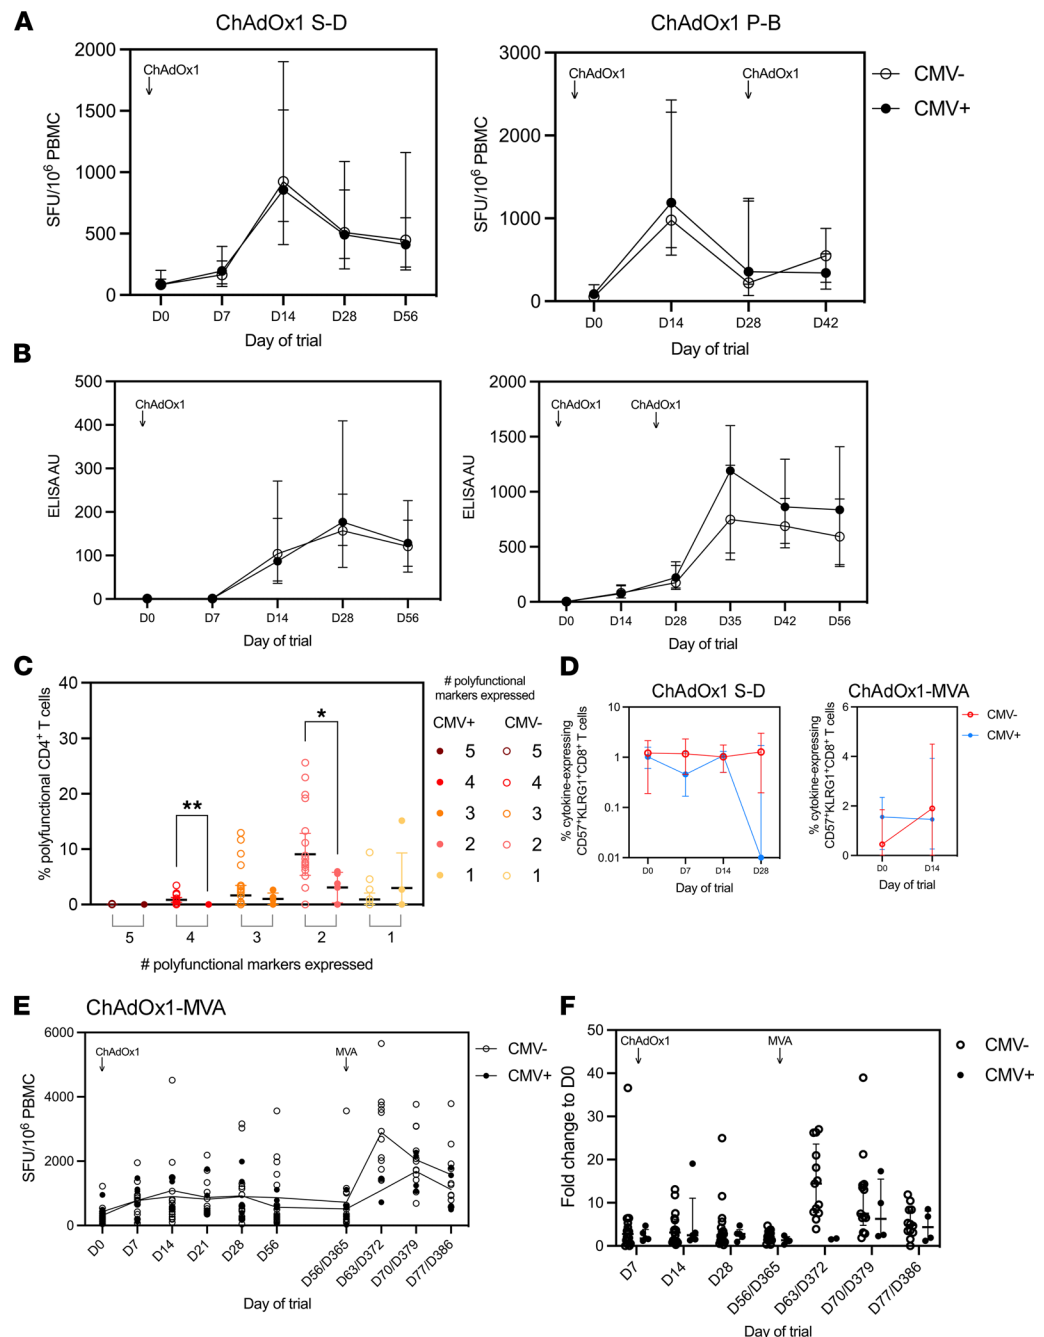 A
ChAdOx1 S-D
ChAdOx1 P-B
2000
1500
1000
500
0
SFU/10⁶ PBMC
ChAdOx1
D0
D7
D14
D28
D56
Day of trial
3000
2000
1000
0
SFU/10⁶ PBMC
ChAdOx1
ChAdOx1
D0
D14
D28
D42
Day of trial
CMV-
CMV+
B
500
400
300
200
100
0
ELISA AU
ChAdOx1
D0
D7
D14
D28
D56
Day of trial
2000
1500
1000
500
0
ELISA AU
ChAdOx1
ChAdOx1
D0
D14
D28
D35
D42
D56
Day of trial
C
40
30
20
10
0
% polyfunctional CD4⁺ T cells
**
*
5
4
3
2
1
# polyfunctional markers expressed
# polyfunctional
markers expressed
CMV+ CMV-
5 5
4 4
3 3
2 2
1 1
D
ChAdOx1 S-D
10
1
0.1
0.01
% cytokine-expressing
CD57⁺KLRG1⁺CD8⁺ T cells
D0
D7
D14
D28
Day of trial
ChAdOx1-MVA
6
4
2
0
% cytokine-expressing
CD57⁺KLRG1⁺CD8⁺ T cells
D0
D14
Day of trial
CMV-
CMV+
E
ChAdOx1-MVA
6000
4000
2000
0
SFU/10⁶ PBMC
ChAdOx1
MVA
D0
D7
D14
D21
D28
D56
D56/D365
D63/D372
D70/D379
D77/D386
Day of trial
CMV-
CMV+
F
50
40
30
20
10
0
Fold change to D0
ChAdOx1
MVA
D7
D14
D28
D56/D365
D63/D372
D70/D379
D77/D386
Day of trial
CMV-
CMV+